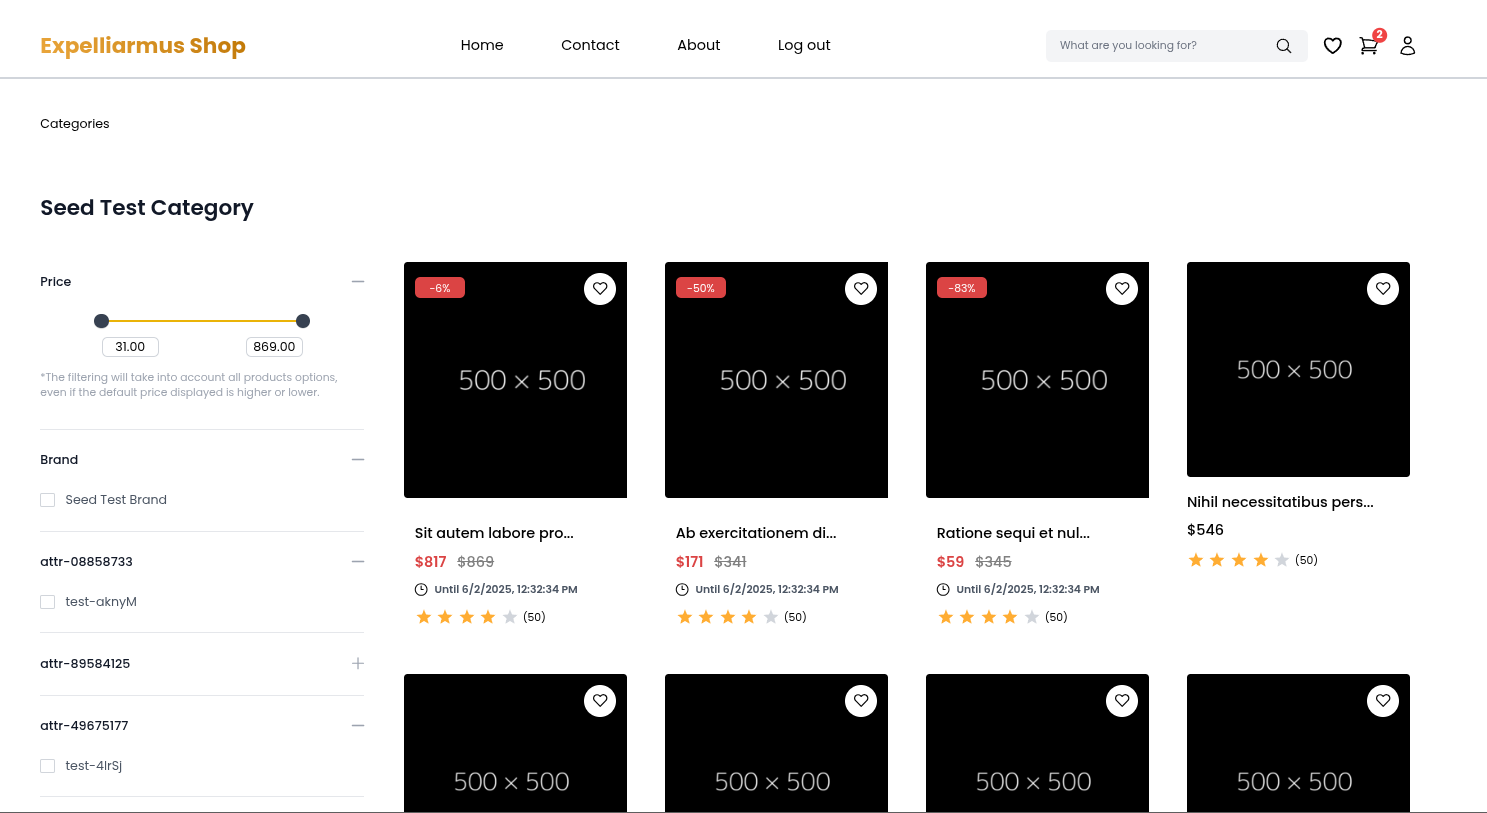 Expelliarmus Shop
Home
Contact
About
Log out
What are you looking for?
2
Categories
Seed Test Category
Price
31.00
869.00
*The filtering will take into account all products options,
even if the default price displayed is higher or lower.
Brand
Seed Test Brand
attr-08858733
test-aknyM
attr-89584125
attr-49675177
test-4lrSj
-6%
500 × 500
Sit autem labore pro...
$817 $869
Until 6/2/2025, 12:32:34 PM
(50)
-50%
500 × 500
Ab exercitationem di...
$171 $341
Until 6/2/2025, 12:32:34 PM
(50)
-83%
500 × 500
Ratione sequi et nul...
$59 $345
Until 6/2/2025, 12:32:34 PM
(50)
500 × 500
Nihil necessitatibus pers...
$546
(50)
500 × 500
500 × 500
500 × 500
500 × 500